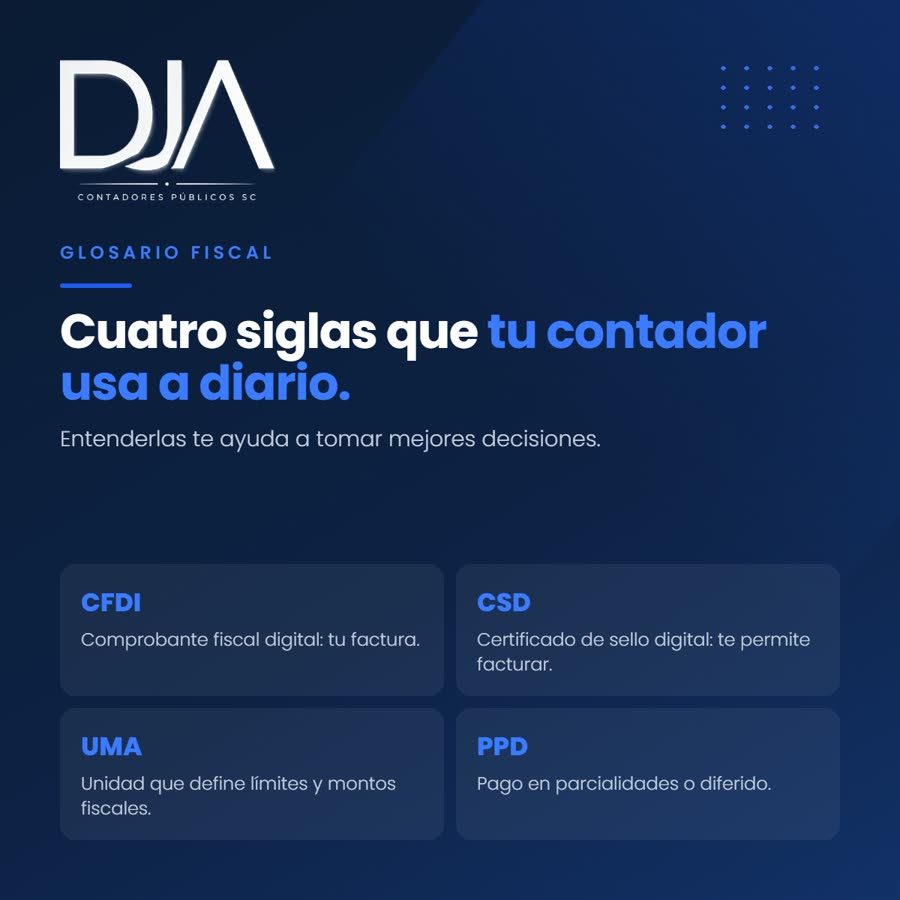 DJA
CONTADORES PÚBLICOS SC
GLOSARIO FISCAL
Cuatro siglas que tu contador
usa a diario.
Entenderlas te ayuda a tomar mejores decisiones.
CFDI
Comprobante fiscal digital: tu factura.
CSD
Certificado de sello digital: te permite
facturar.
UMA
Unidad que define límites y montos
fiscales.
PPD
Pago en parcialidades o diferido.